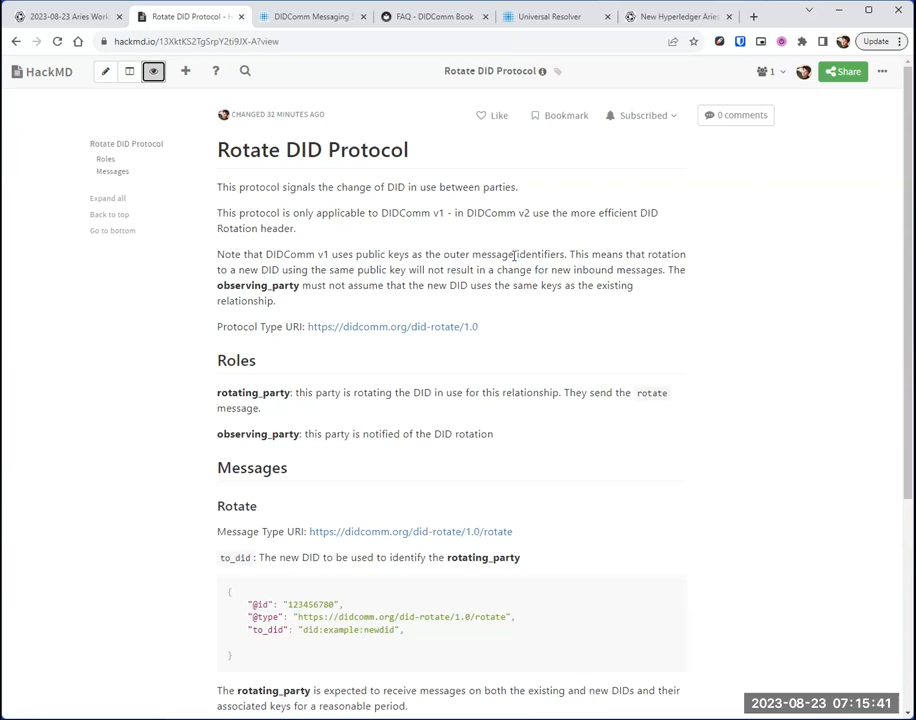 2023-08-23 Aries Work
Rotate DID Protocol - H
DIDComm Messaging S
FAQ - DIDComm Book
Universal Resolver
New Hyperledger Aries
hackmd.io/13XktKS2TgSrpY2ti9JX-A?view
Update
HackMD
Rotate DID Protocol
1
Share
CHANGED 32 MINUTES AGO
Like
Bookmark
Subscribed
0 comments
Rotate DID Protocol
Roles
Messages
Expand all
Back to top
Go to bottom
Rotate DID Protocol
This protocol signals the change of DID in use between parties.
This protocol is only applicable to DIDComm v1 - in DIDComm v2 use the more efficient DID
Rotation header.
Note that DIDComm v1 uses public keys as the outer message identifiers. This means that rotation
to a new DID using the same public key will not result in a change for new inbound messages. The
observing_party must not assume that the new DID uses the same keys as the existing
relationship.
Protocol Type URI: https://didcomm.org/did-rotate/1.0
Roles
rotating_party: this party is rotating the DID in use for this relationship. They send the rotate
message.
observing_party: this party is notified of the DID rotation
Messages
Rotate
Message Type URI: https://didcomm.org/did-rotate/1.0/rotate
to_did: The new DID to be used to identify the rotating_party
{
"@id": "123456780",
"@type": "https://didcomm.org/did-rotate/1.0/rotate",
"to_did": "did:example:newdid",
}
The rotating_party is expected to receive messages on both the existing and new DIDs and their
associated keys for a reasonable period.
2023-08-23 07:15:41